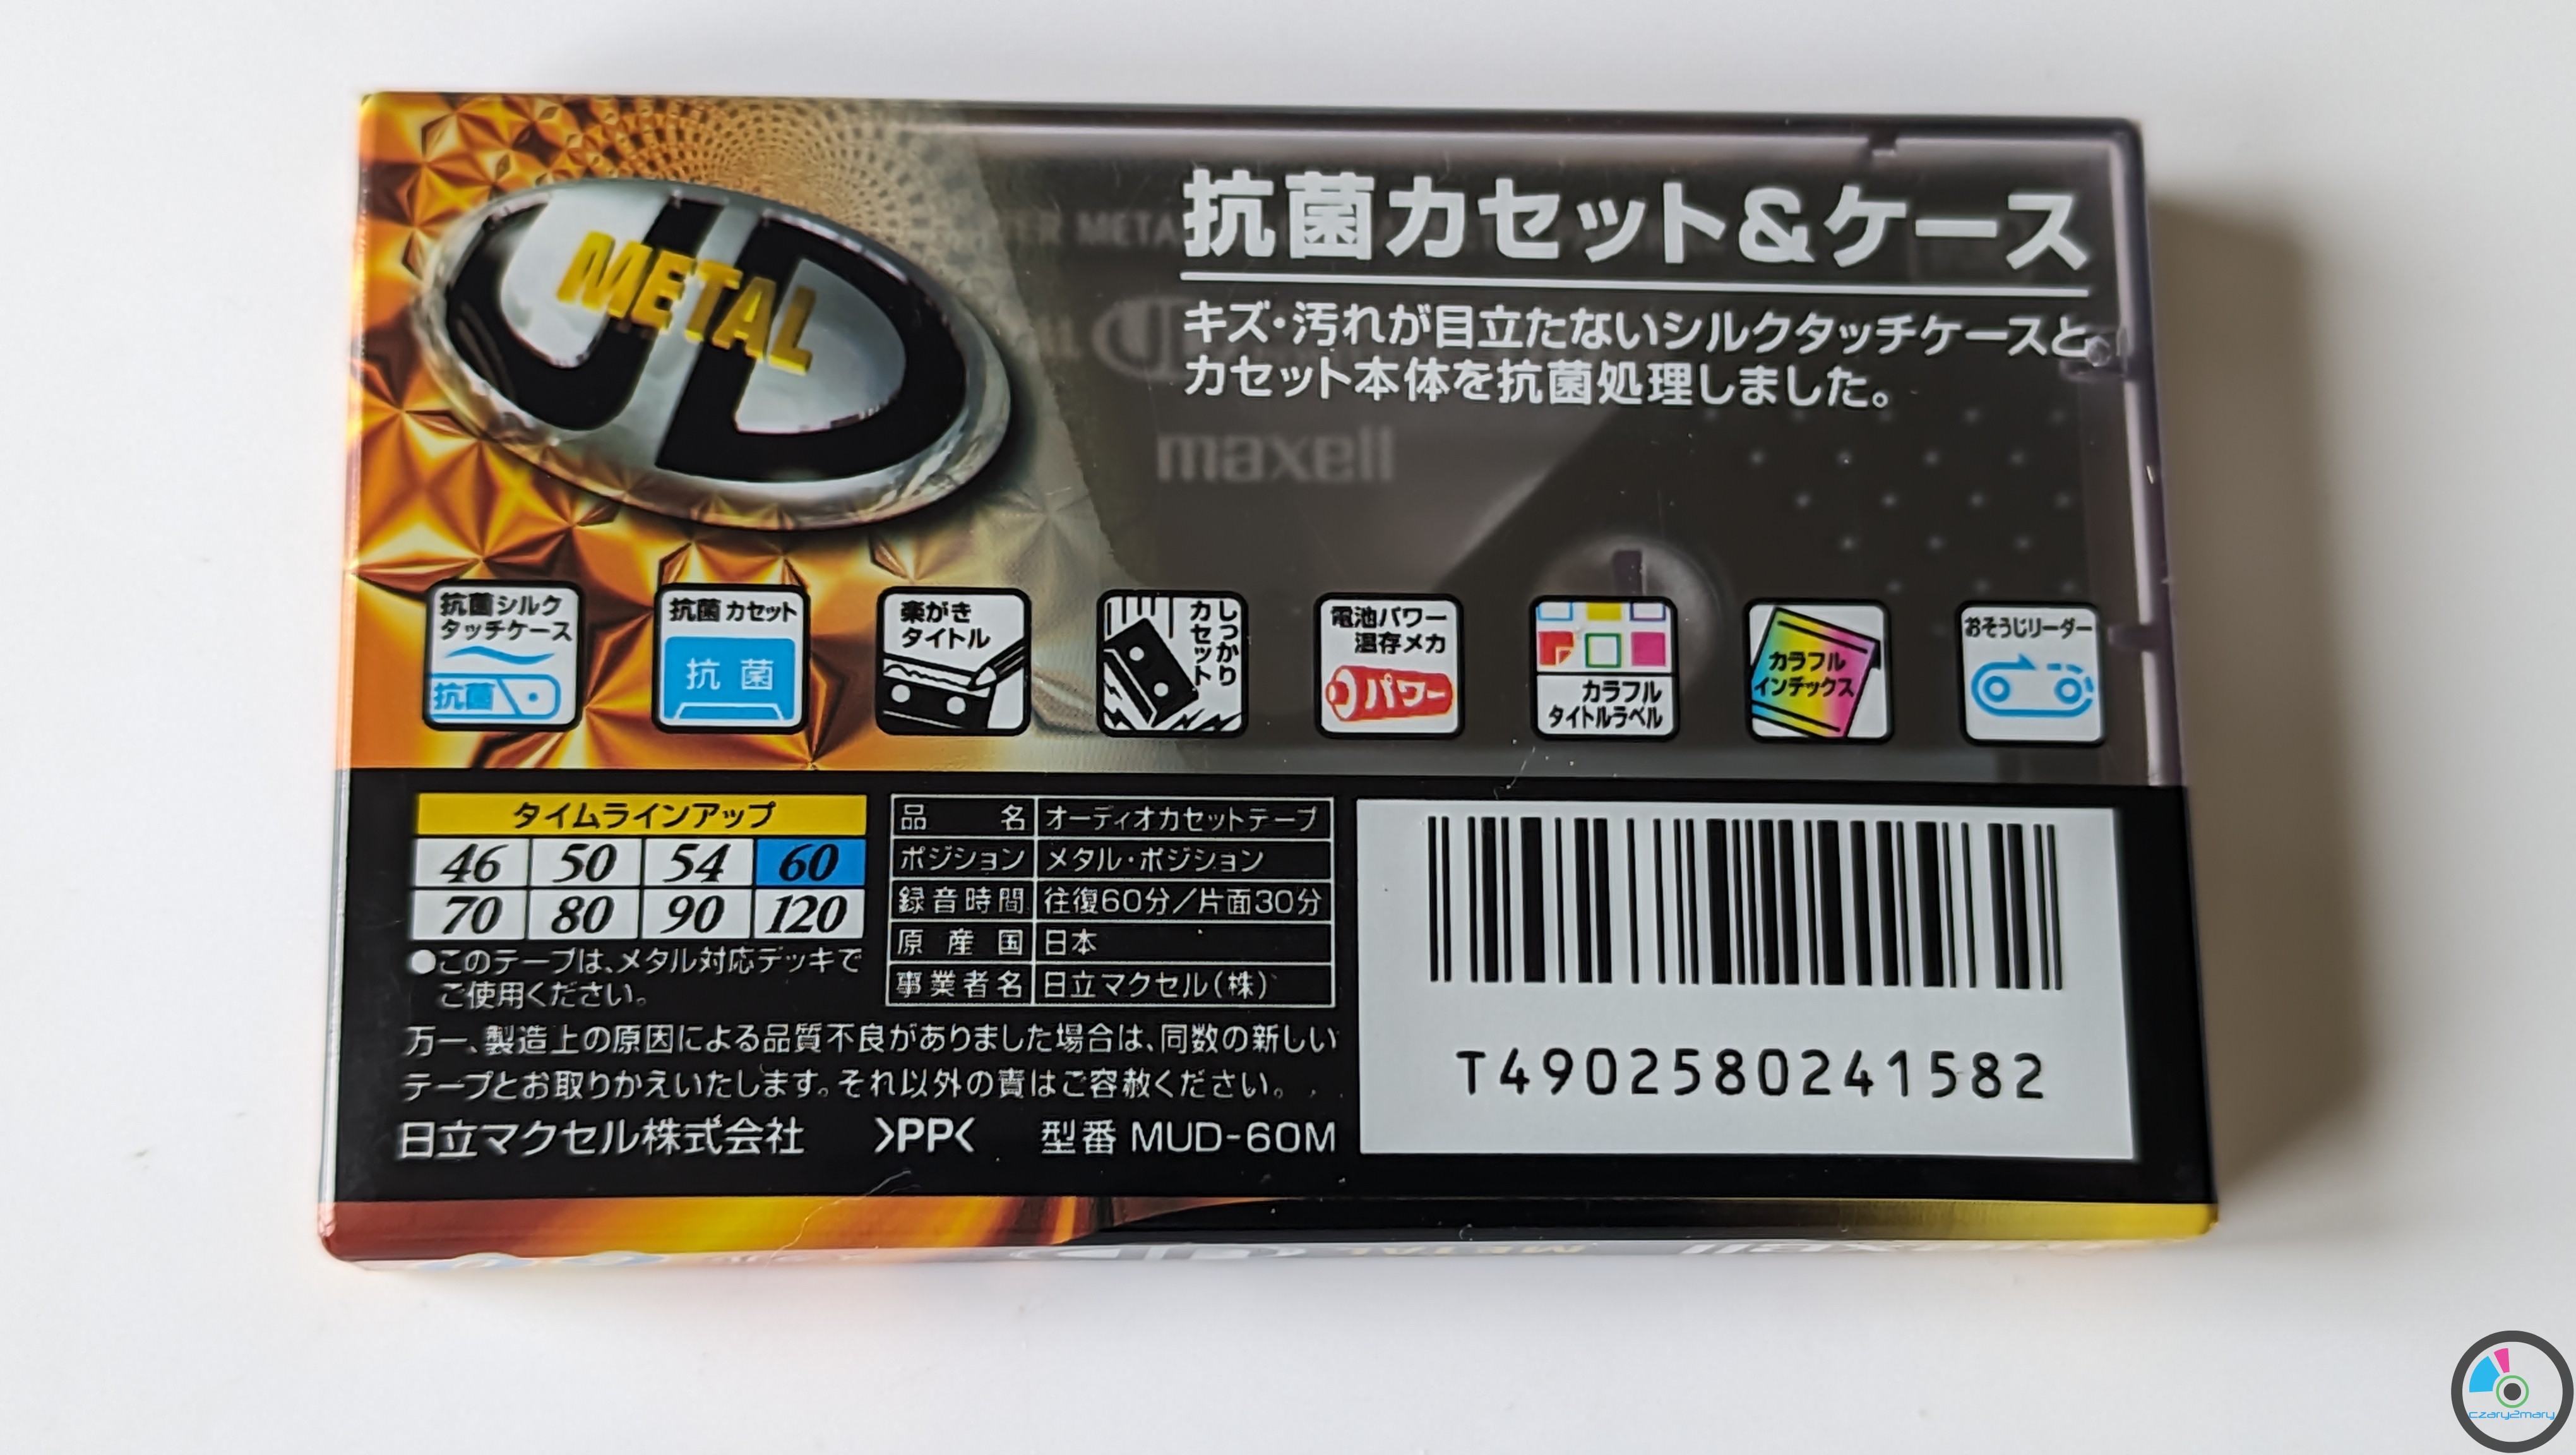 UD
METAL
抗菌カセット&ケース
キズ・汚れが目立たないシルクタッチケースと、
カセット本体を抗菌処理しました。
maxell
抗菌シルク
タッチケース
抗菌
抗菌カセット
抗菌
楽がき
タイトル
しっかり
カセット
電池パワー
温存メカ
パワー
カラフル
タイトルラベル
カラフル
インデックス
おそうじリーダー
タイムラインアップ
46 50 54 60
70 80 90 120
●このテープは、メタル対応デッキで
ご使用ください。
品名 オーディオカセットテープ
ポジション メタル・ポジション
録音時間 往復60分/片面30分
原産国 日本
事業者名 日立マクセル(株)
万一、製造上の原因による品質不良がありました場合は、同数の新しい
テープとお取りかえいたします。それ以外の責はご容赦ください。
日立マクセル株式会社 >PP< 型番 MUD-60M
T4902580241582
maxell UD METAL
czary2mary